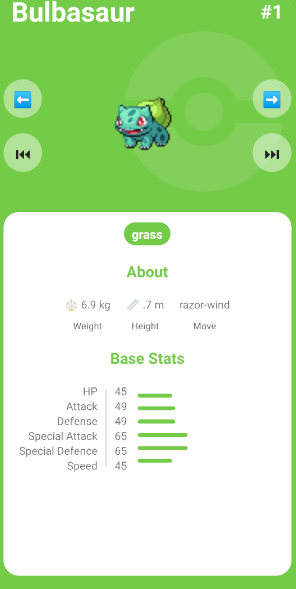 Bulbasaur #1
grass
About
6.9 kg .7 m razor-wind
Weight Height Move
Base Stats
HP 45
Attack 49
Defense 49
Special Attack 65
Special Defence 65
Speed 45